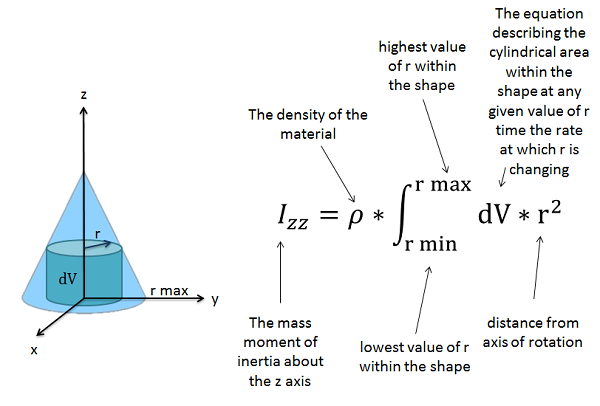 z
r
dV
r max
y
x
The density of the
material
highest value
of r within
the shape
The equation
describing the
cylindrical area
within the
shape at any
given value of r
time the rate
at which r is
changing
r max
I_zz = ρ * ∫ dV * r²
r min
The mass
moment of
inertia about
the z axis
lowest value of r
within the shape
distance from
axis of rotation